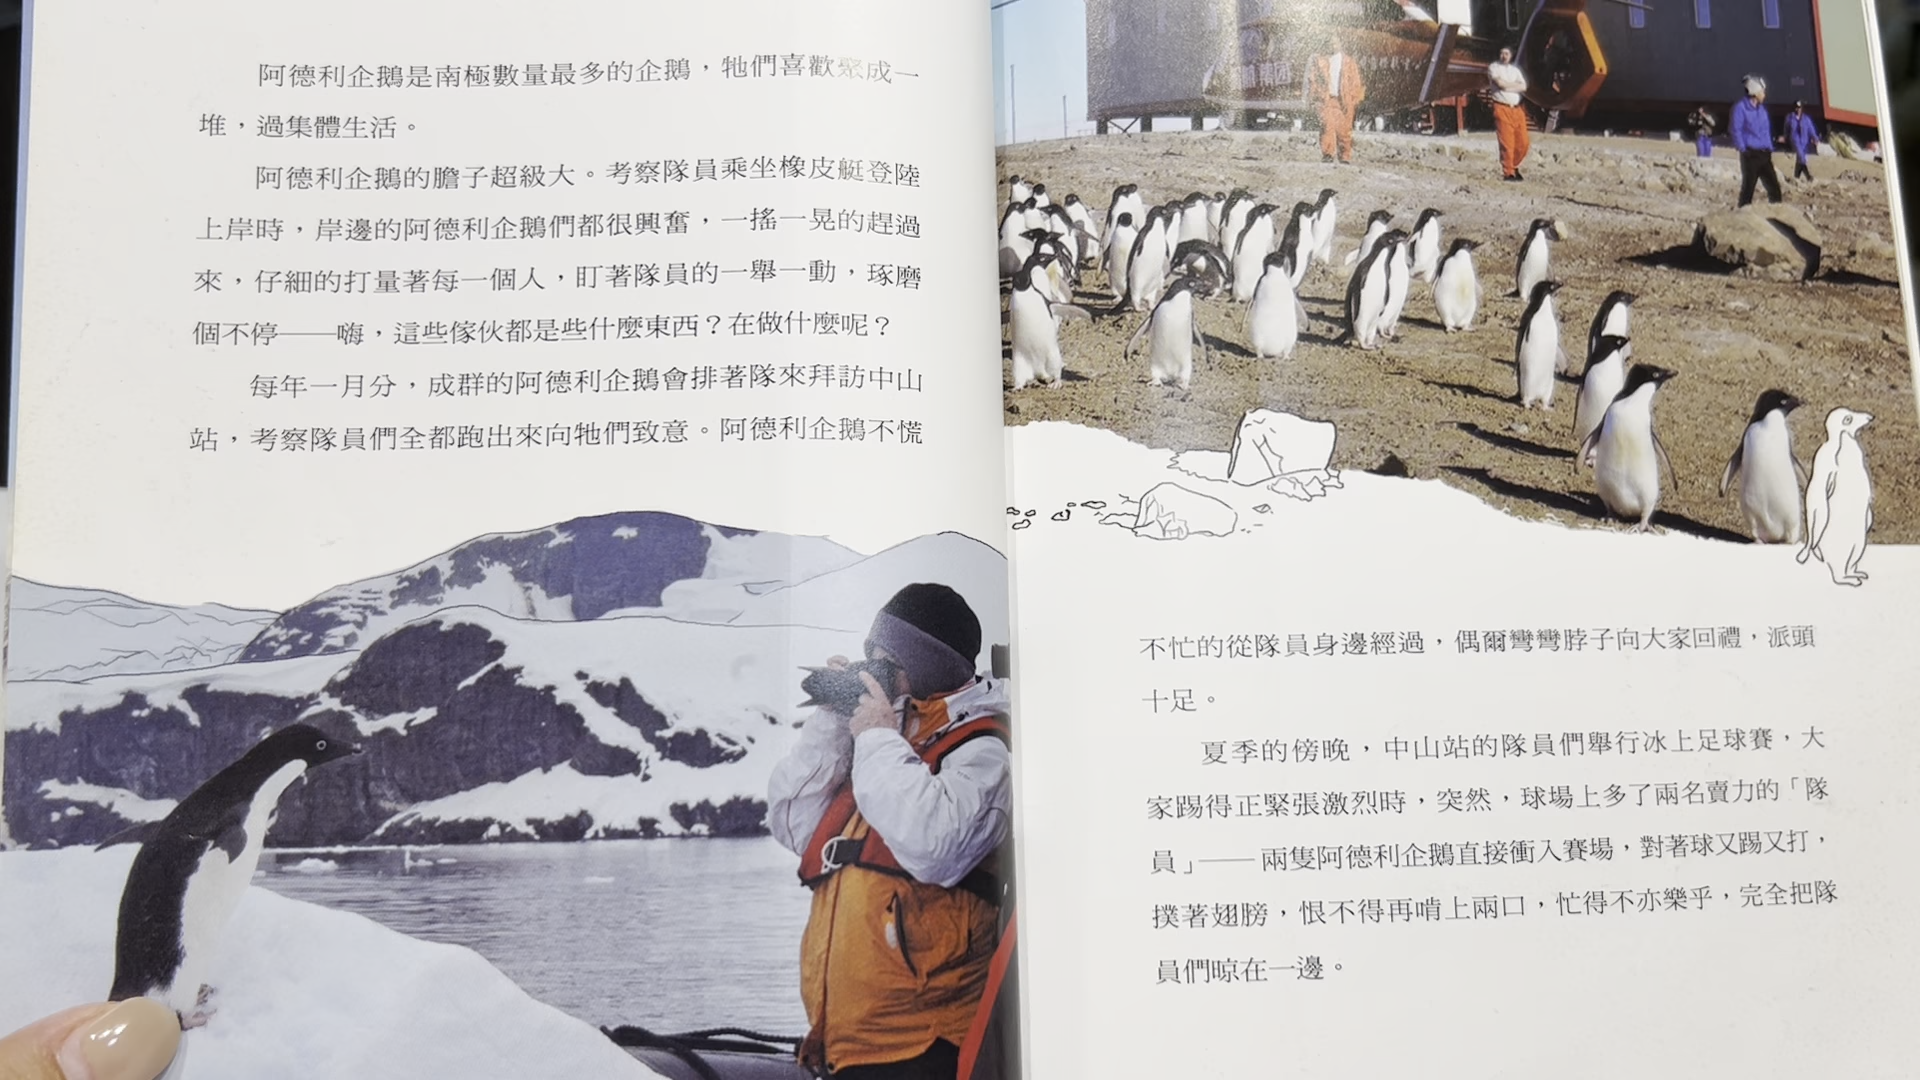 阿德利企鵝是南極數量最多的企鵝，牠們喜歡聚成一
堆，過集體生活。
阿德利企鵝的膽子超級大。考察隊員乘坐橡皮艇登陸
上岸時，岸邊的阿德利企鵝們都很興奮，一搖一晃的趕過
來，仔細的打量著每一個人，盯著隊員的一舉一動，琢磨
個不停——嗨，這些傢伙都是些什麼東西？在做什麼呢？
每年一月分，成群的阿德利企鵝會排著隊來拜訪中山
站，考察隊員們全都跑出來向牠們致意。阿德利企鵝不慌
不忙的從隊員身邊經過，偶爾彎彎脖子向大家回禮，派頭
十足。
夏季的傍晚，中山站的隊員們舉行冰上足球賽，大
家踢得正緊張激烈時，突然，球場上多了兩名賣力的「隊
員」——兩隻阿德利企鵝直接衝入賽場，對著球又踢又打，
撲著翅膀，恨不得再啃上兩口，忙得不亦樂乎，完全把隊
員們晾在一邊。